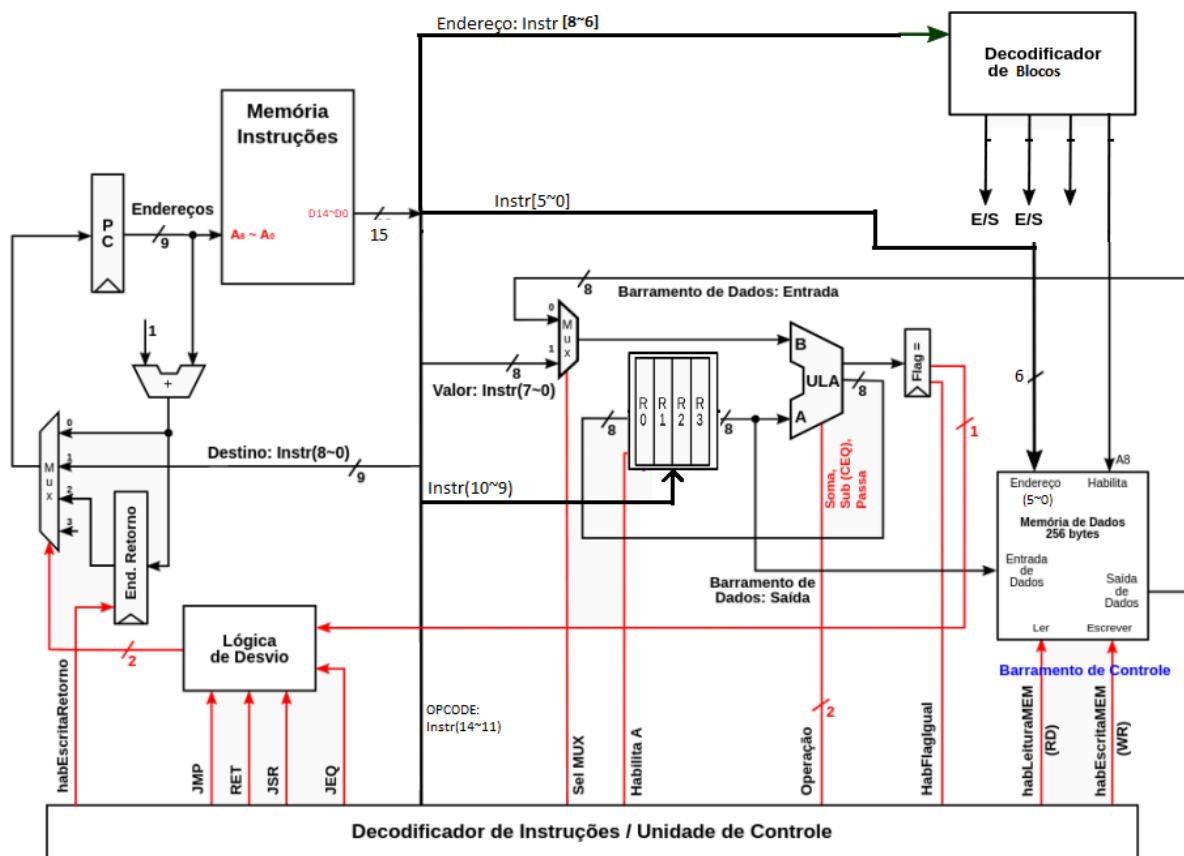 Endereço: Instr [8~6]
Decodificador
de Blocos
Memória
Instruções
D14~D0
A8 ~ A0
P
C
Endereços
9
15
Instr[5~0]
E/S
E/S
8
Barramento de Dados: Entrada
1
+
0
1
M
u
x
8
Valor: Instr(7~0)
B
ULA
A
8
Flag =
6
R
0
R
1
R
2
R
3
8
8
1
Soma,
Sub (CEQ),
Passa
0
1
2
3
M
u
x
Destino: Instr(8~0)
9
Instr(10~9)
A8
Endereço
(5~0)
Habilita
Memória de Dados
256 bytes
Entrada
de
Dados
Saída
de
Dados
Ler
Escrever
End. Retorno
Barramento de
Dados: Saída
Lógica
de Desvio
2
Barramento de Controle
OPCODE:
Instr(14~11)
2
habEscritaRetorno
JMP
RET
JSR
JEQ
Sel MUX
Habilita A
Operação
HabFlagIgual
habLeituraMEM
(RD)
habEscritaMEM
(WR)
Decodificador de Instruções / Unidade de Controle